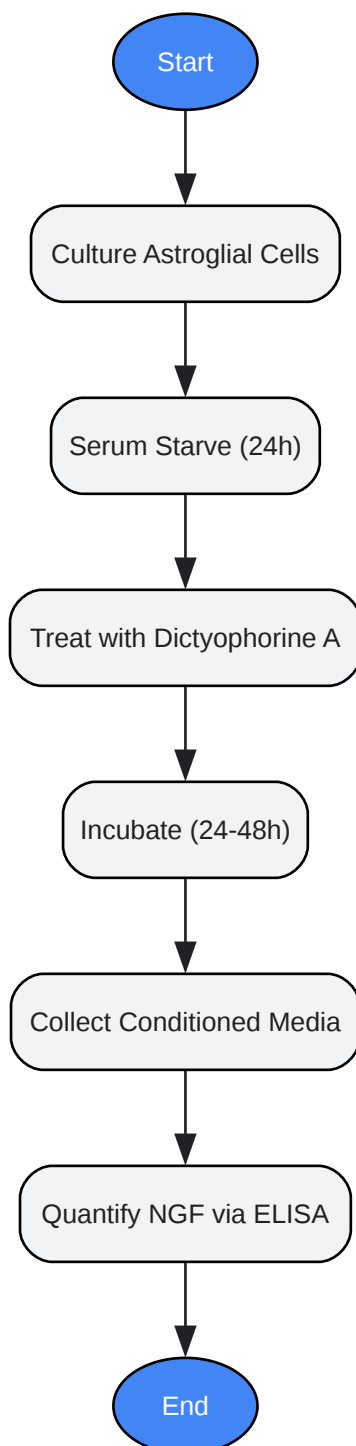 Start
Culture Astroglial Cells
Serum Starve (24h)
Treat with Dictyophorine A
Incubate (24-48h)
Collect Conditioned Media
Quantify NGF via ELISA
End